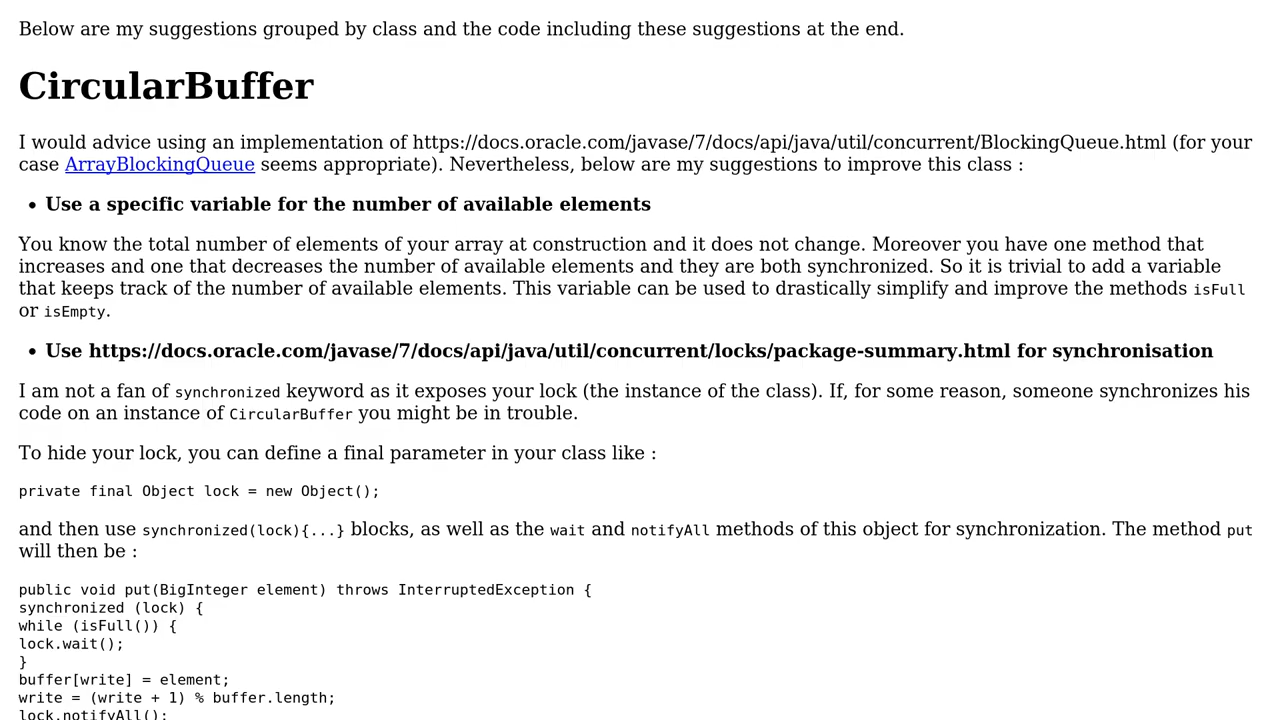 Below are my suggestions grouped by class and the code including these suggestions at the end.
CircularBuffer
I would advice using an implementation of https://docs.oracle.com/javase/7/docs/api/java/util/concurrent/BlockingQueue.html (for your
case ArrayBlockingQueue seems appropriate). Nevertheless, below are my suggestions to improve this class :
• Use a specific variable for the number of available elements
You know the total number of elements of your array at construction and it does not change. Moreover you have one method that
increases and one that decreases the number of available elements and they are both synchronized. So it is trivial to add a variable
that keeps track of the number of available elements. This variable can be used to drastically simplify and improve the methods isFull
or isEmpty.
• Use https://docs.oracle.com/javase/7/docs/api/java/util/concurrent/locks/package-summary.html for synchronisation
I am not a fan of synchronized keyword as it exposes your lock (the instance of the class). If, for some reason, someone synchronizes his
code on an instance of CircularBuffer you might be in trouble.
To hide your lock, you can define a final parameter in your class like :
private final Object lock = new Object();
and then use synchronized(lock){...} blocks, as well as the wait and notifyAll methods of this object for synchronization. The method put
will then be :
public void put(BigInteger element) throws InterruptedException {
synchronized (lock) {
while (isFull()) {
lock.wait();
}
buffer[write] = element;
write = (write + 1) % buffer.length;
lock.notifyAll();